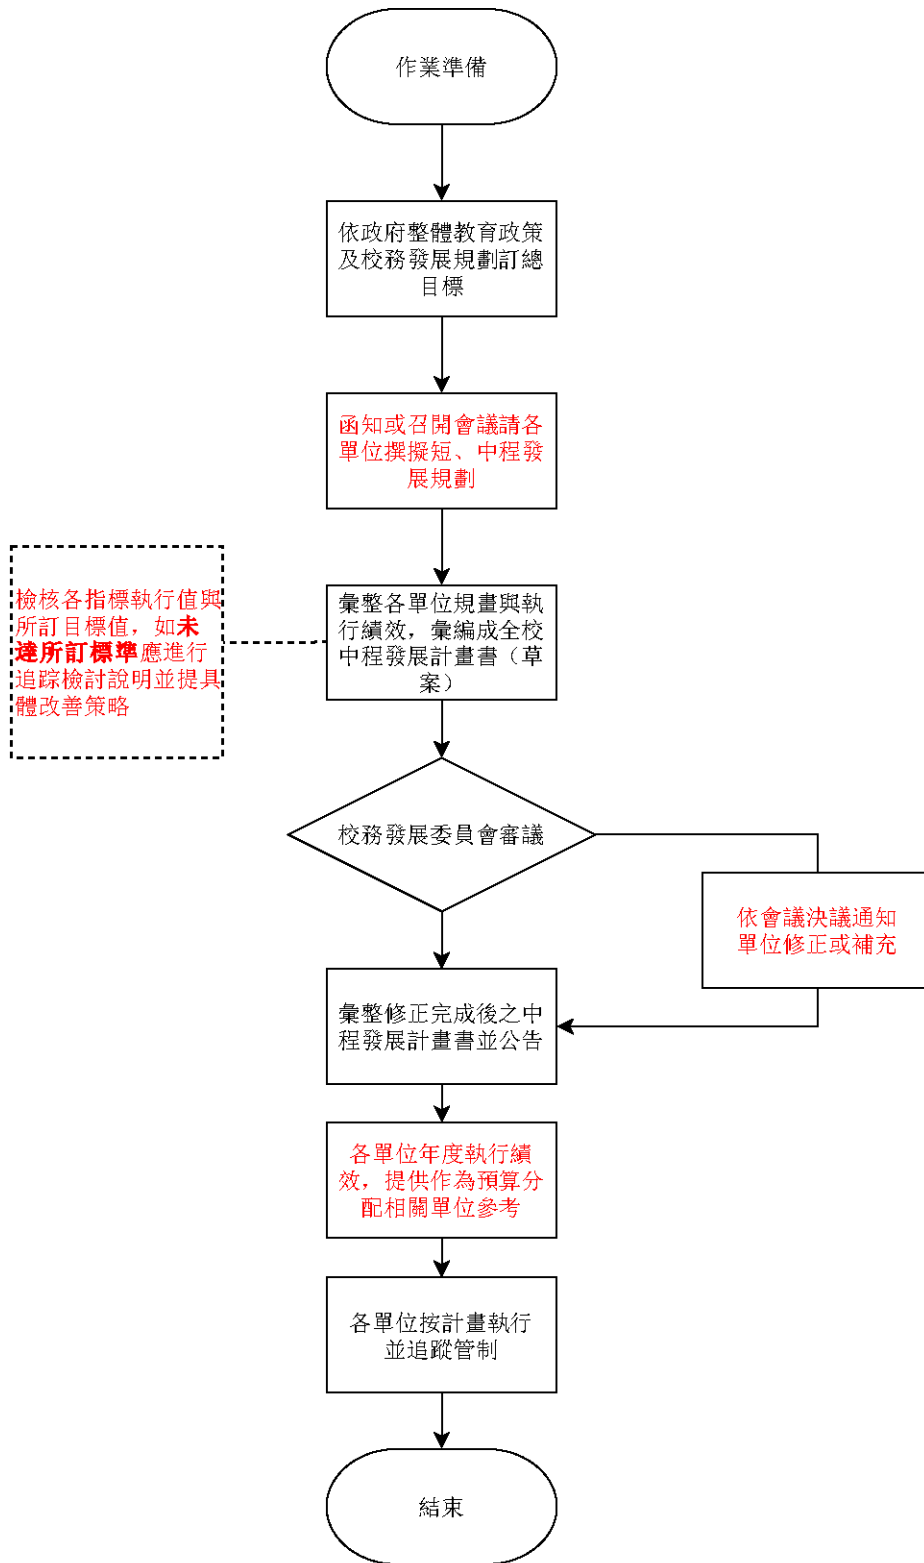 作業準備
依政府整體教育政策
及校務發展規劃訂總
目標
函知或召開會議請各
單位撰擬短、中程發
展規劃
檢核各指標執行值與
所訂目標值，如未
達所訂標準應進行
追踪檢討說明並提具
體改善策略
彙整各單位規畫與執
行績效，彙編成全校
中程發展計畫書（草
案）
校務發展委員會審議
依會議決議通知
單位修正或補充
彙整修正完成後之中
程發展計畫書並公告
各單位年度執行績
效，提供作為預算分
配相關單位參考
各單位按計畫執行
並追蹤管制
結束